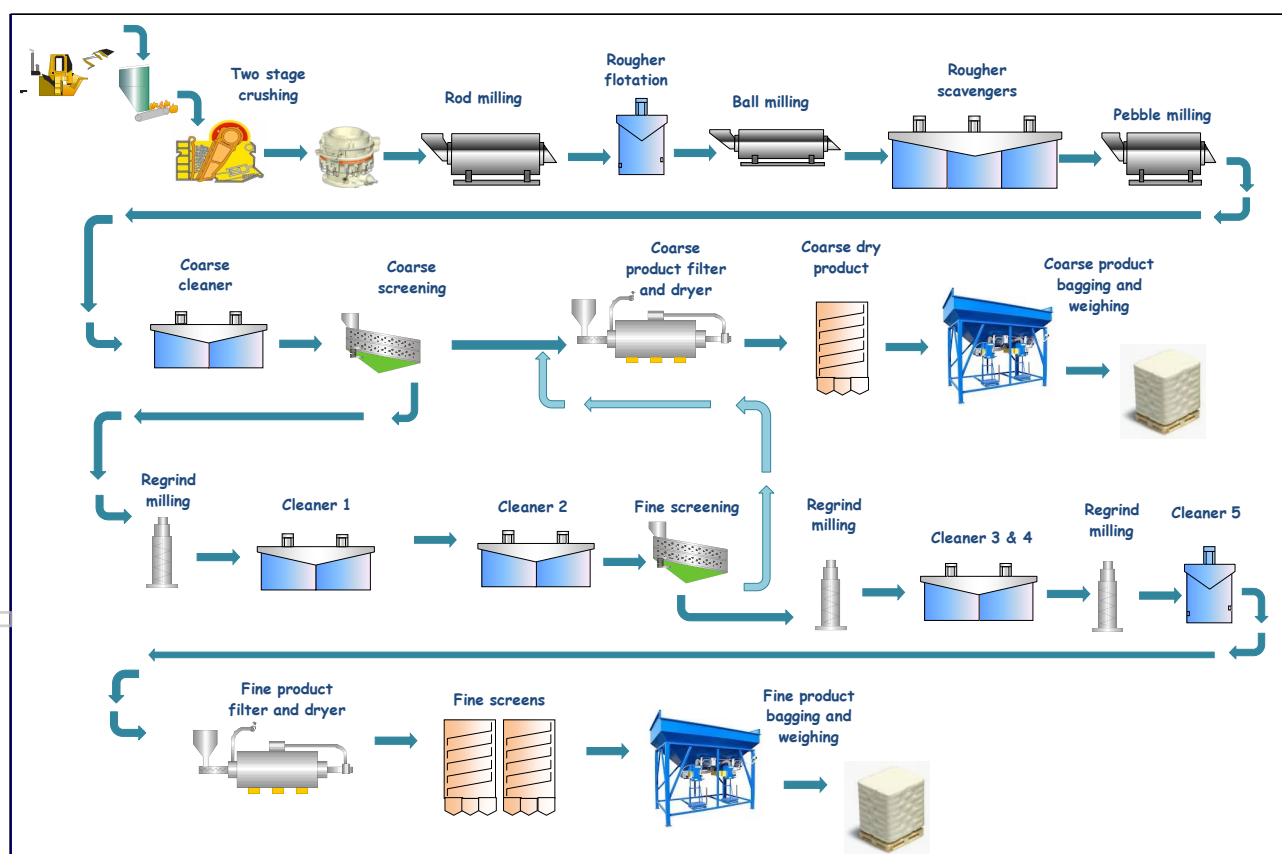 Two stage
crushing
Rod milling
Rougher
flotation
Ball milling
Rougher
scavengers
Pebble milling
Coarse
cleaner
Coarse
screening
Coarse
product filter
and dryer
Coarse dry
product
Coarse product
bagging and
weighing
Regrind
milling
Cleaner 1
Cleaner 2
Fine screening
Regrind
milling
Cleaner 3 & 4
Regrind
milling
Cleaner 5
Fine product
filter and dryer
Fine screens
Fine product
bagging and
weighing